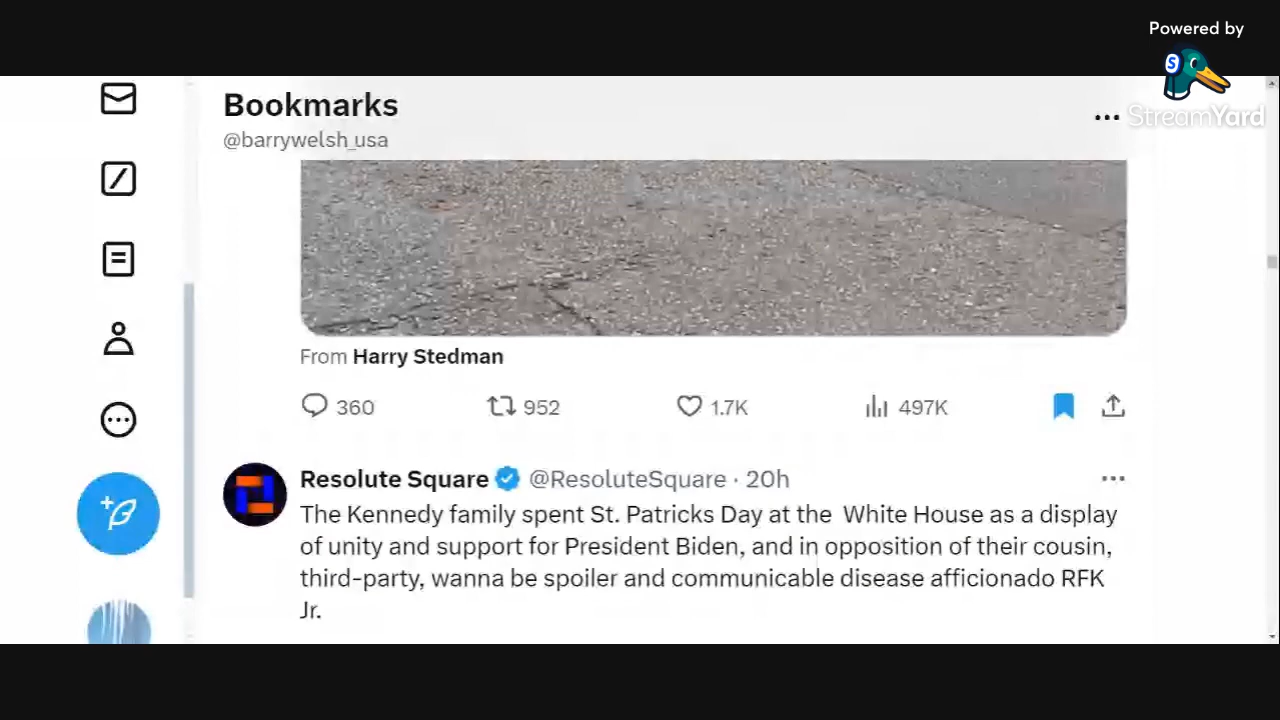 Powered by
S
StreamYard
Bookmarks
@barrywelsh_usa
From Harry Stedman
360 952 1.7K 497K
Resolute Square @ResoluteSquare · 20h
The Kennedy family spent St. Patricks Day at the  White House as a display
of unity and support for President Biden, and in opposition of their cousin,
third-party, wanna be spoiler and communicable disease afficionado RFK
Jr.